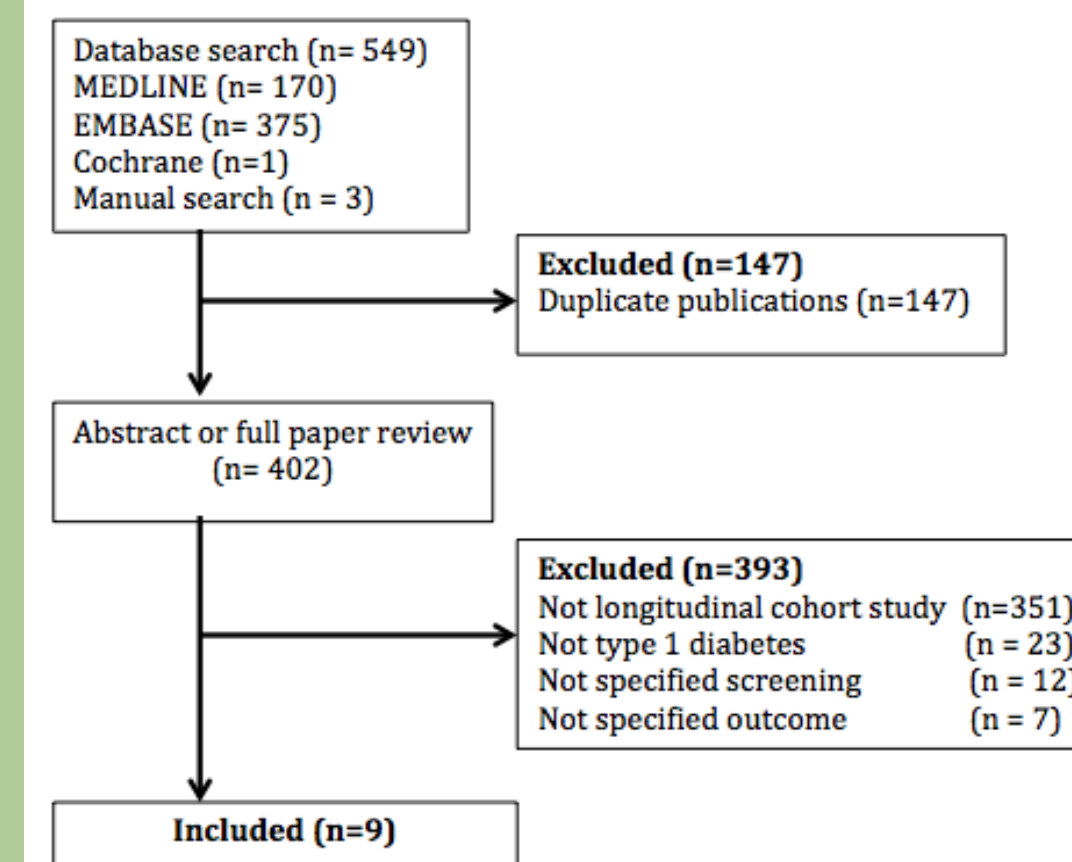 Database search (n= 549)
MEDLINE (n= 170)
EMBASE (n= 375)
Cochrane (n=1)
Manual search (n = 3)
Excluded (n=147)
Duplicate publications (n=147)
Abstract or full paper review
(n= 402)
Excluded (n=393)
Not longitudinal cohort study (n=351)
Not type 1 diabetes (n = 23)
Not specified screening (n = 12)
Not specified outcome (n = 7)
Included (n=9)